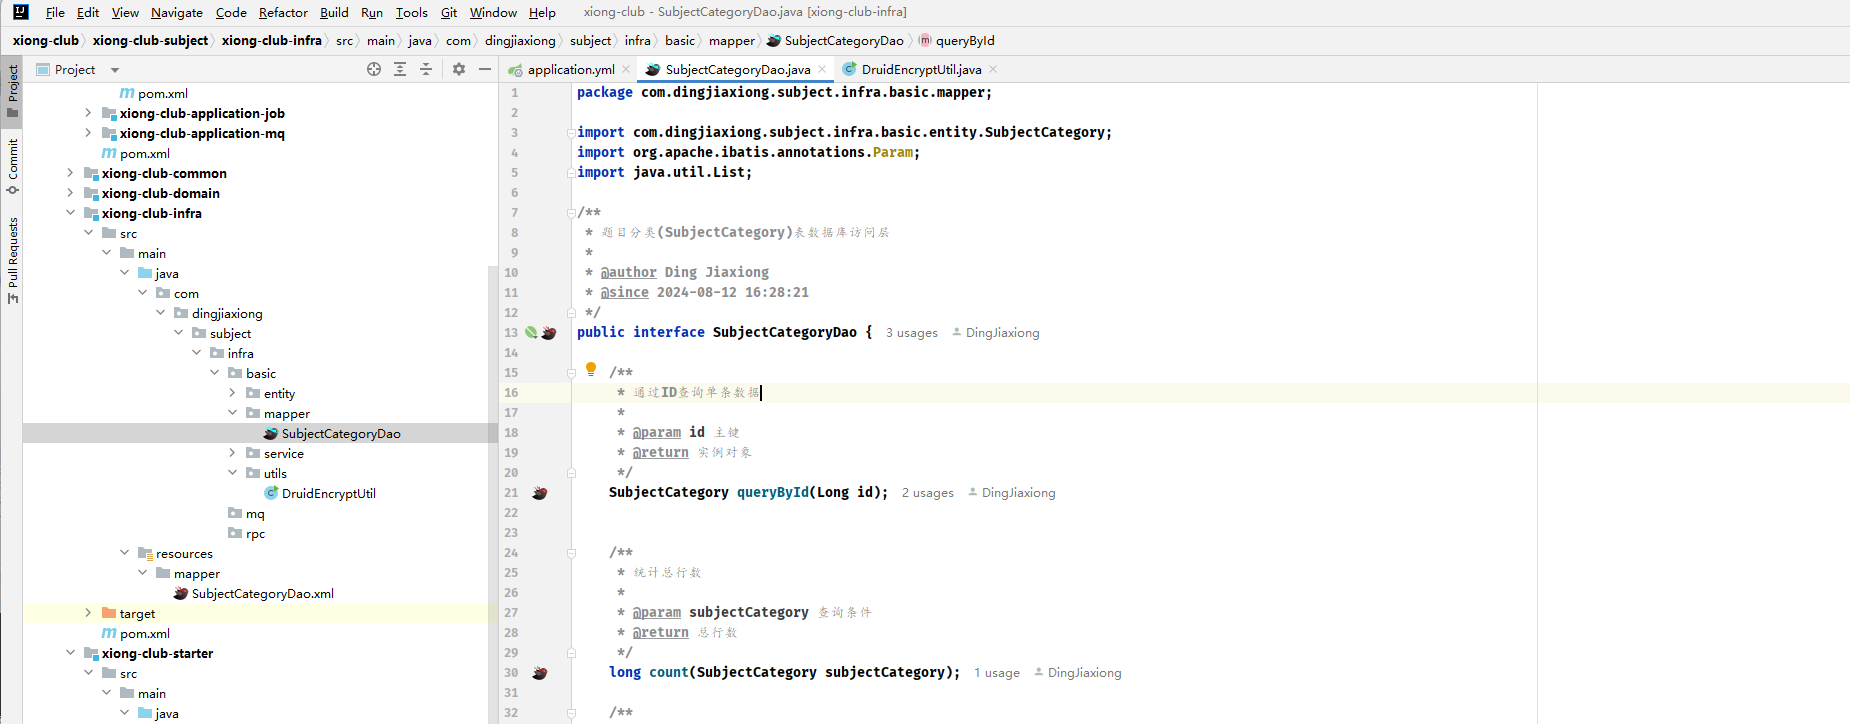 File Edit View Navigate Code Refactor Build Run Tools Git Window Help xiong-club - SubjectCategoryDao.java [xiong-club-infra]
xiong-club xiong-club-subject xiong-club-infra src main java com dingjiaxiong subject infra basic mapper SubjectCategoryDao queryById
Project
Commit
Pull Requests
Project
pom.xml
xiong-club-application-job
xiong-club-application-mq
pom.xml
xiong-club-common
xiong-club-domain
xiong-club-infra
src
main
java
com
dingjiaxiong
subject
infra
basic
entity
mapper
SubjectCategoryDao
service
utils
DruidEncryptUtil
mq
rpc
resources
mapper
SubjectCategoryDao.xml
target
pom.xml
xiong-club-starter
src
main
java
application.yml SubjectCategoryDao.java DruidEncryptUtil.java
1 package com.dingjiaxiong.subject.infra.basic.mapper;
2
3 import com.dingjiaxiong.subject.infra.basic.entity.SubjectCategory;
4 import org.apache.ibatis.annotations.Param;
5 import java.util.List;
6
7 /**
8 * 题目分类(SubjectCategory)表数据库访问层
9 *
10 * @author Ding Jiaxiong
11 * @since 2024-08-12 16:28:21
12 */
13 public interface SubjectCategoryDao { 3 usages DingJiaxiong
14
15 /**
16 * 通过ID查询单条数据
17 *
18 * @param id 主键
19 * @return 实例对象
20 */
21 SubjectCategory queryById(Long id); 2 usages DingJiaxiong
22
23
24 /**
25 * 统计总行数
26 *
27 * @param subjectCategory 查询条件
28 * @return 总行数
29 */
30 long count(SubjectCategory subjectCategory); 1 usage DingJiaxiong
31
32 /**